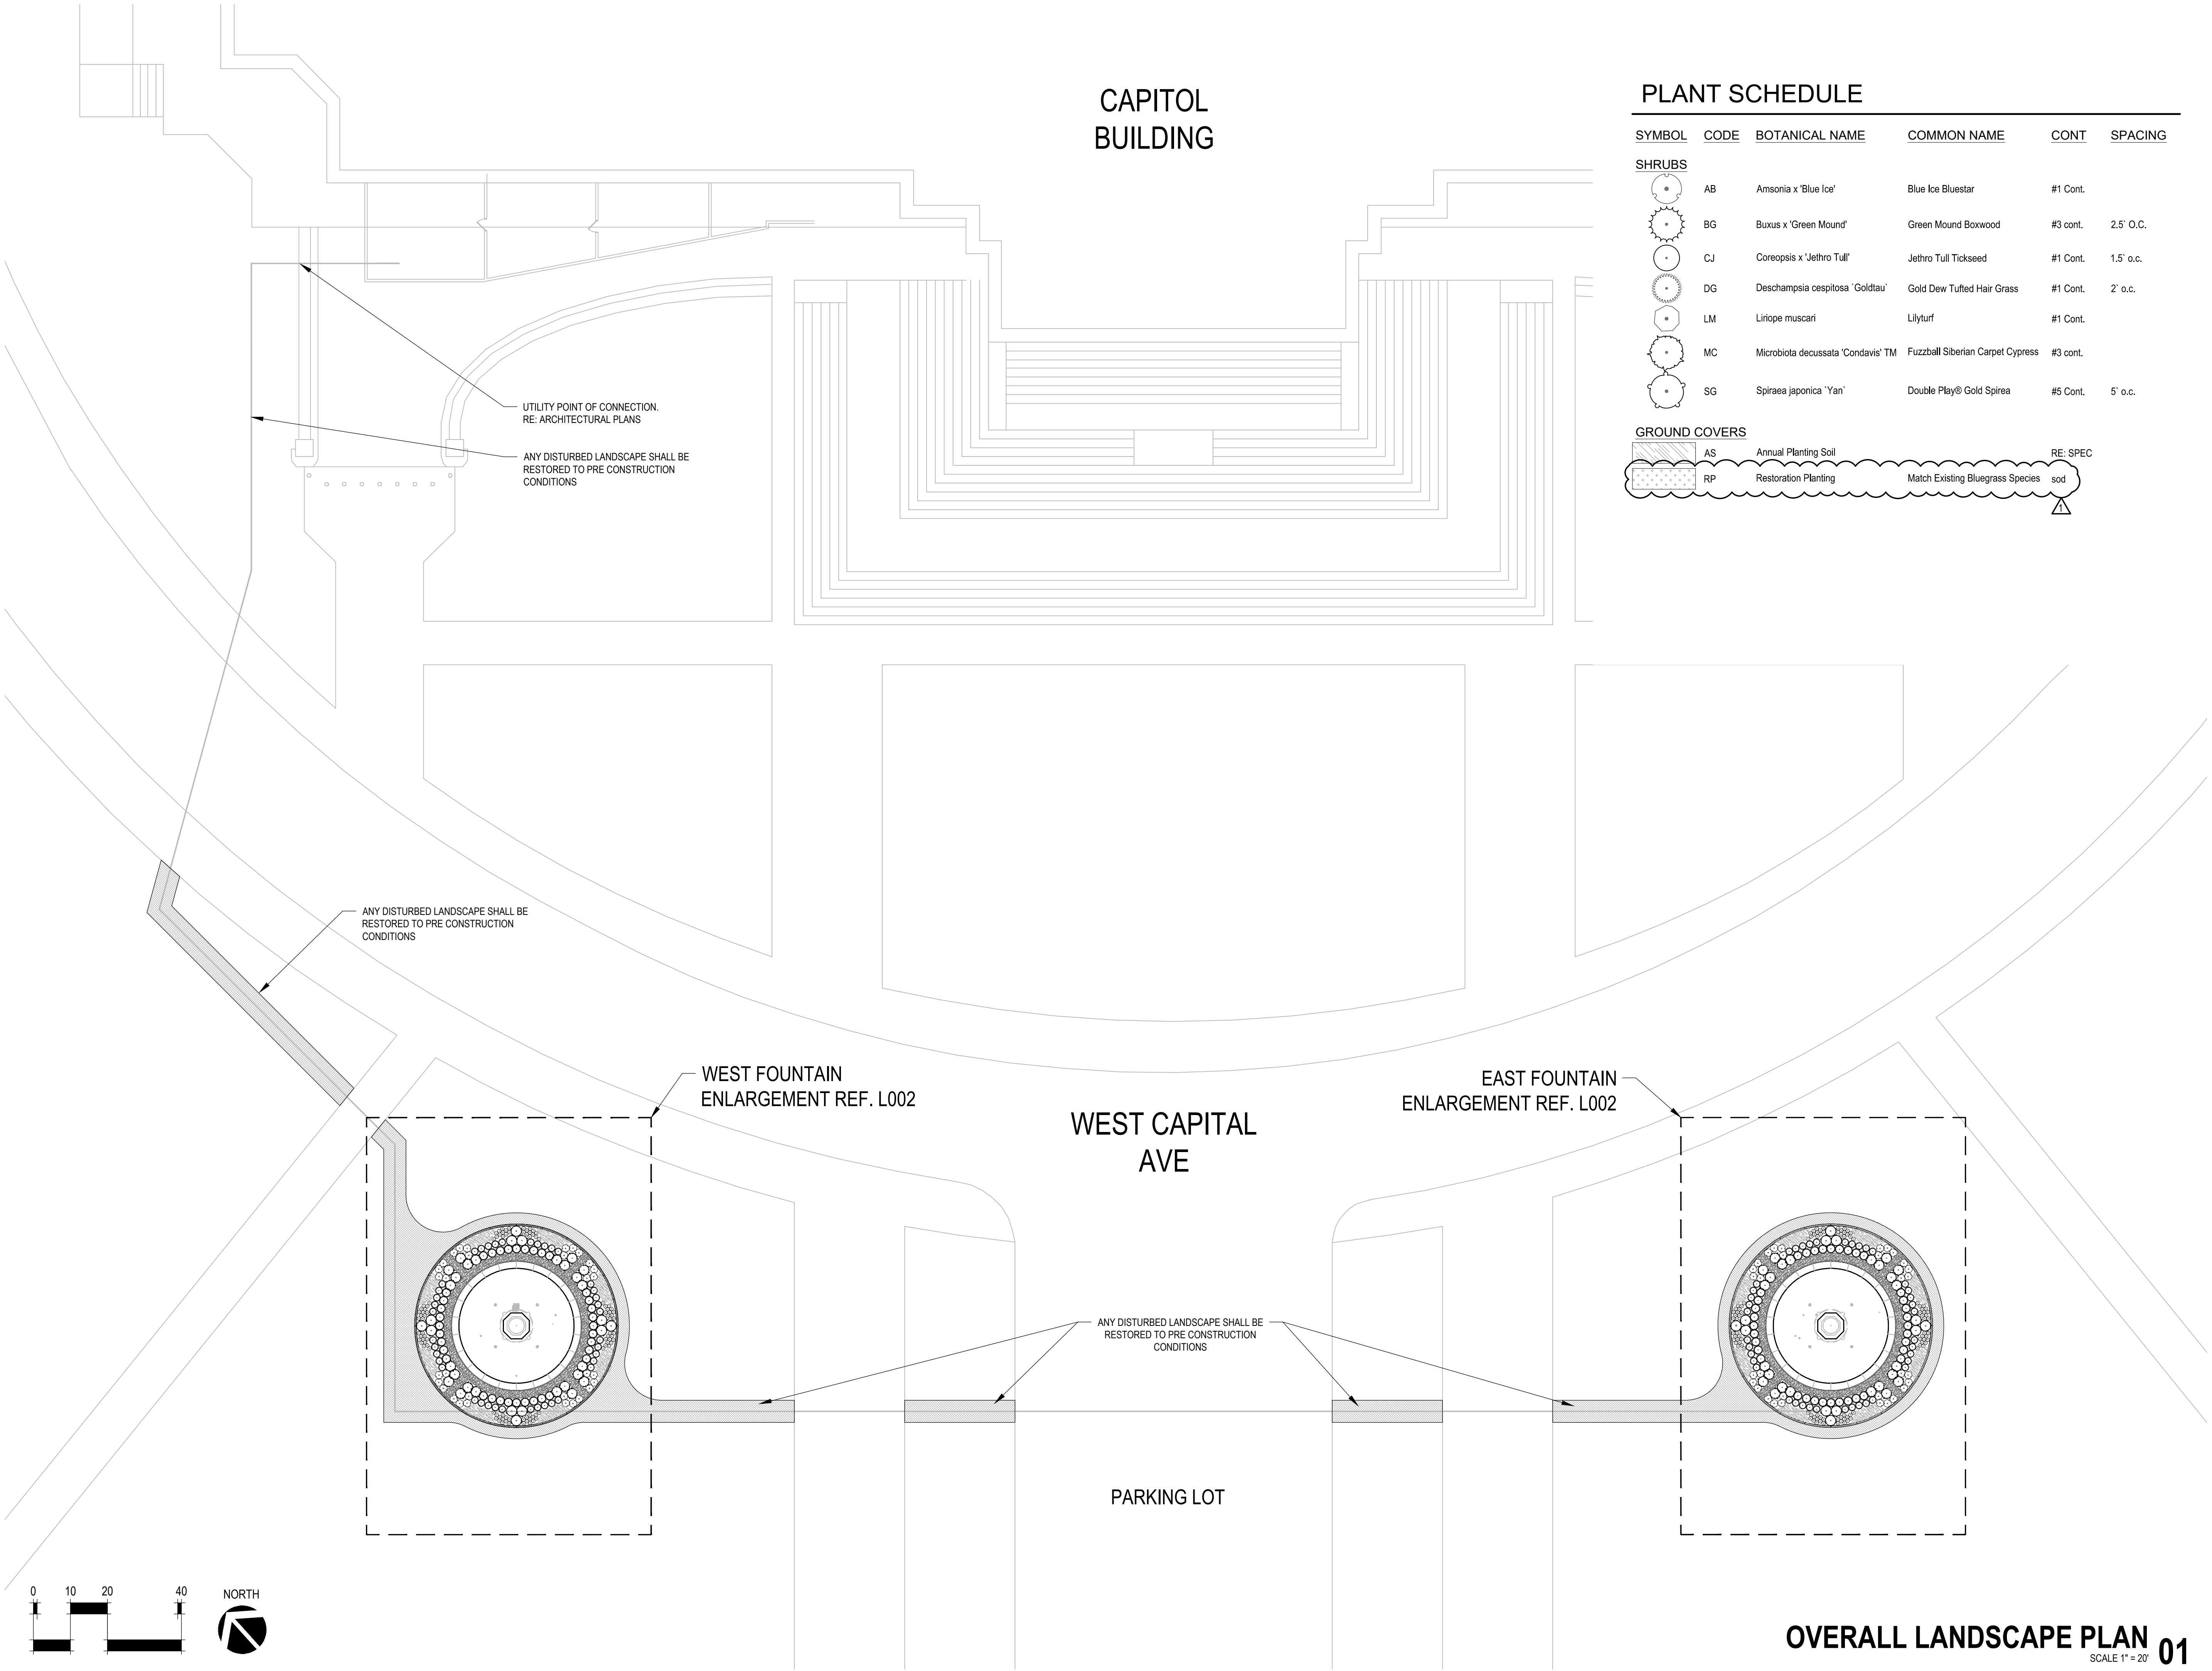 CAPITOL
BUILDING
PLANT SCHEDULE
SYMBOL CODE BOTANICAL NAME COMMON NAME CONT SPACING
SHRUBS
AB Amsonia x 'Blue Ice' Blue Ice Bluestar #1 Cont.
BG Buxus x 'Green Mound' Green Mound Boxwood #3 cont. 2.5` O.C.
CJ Coreopsis x 'Jethro Tull' Jethro Tull Tickseed #1 Cont. 1.5` o.c.
DG Deschampsia cespitosa `Goldtau` Gold Dew Tufted Hair Grass #1 Cont. 2` o.c.
LM Liriope muscari Lilyturf #1 Cont.
MC Microbiota decussata 'Condavis' TM Fuzzball Siberian Carpet Cypress #3 cont.
SG Spiraea japonica `Yan` Double Play® Gold Spirea #5 Cont. 5` o.c.
GROUND COVERS
AS Annual Planting Soil RE: SPEC
RP Restoration Planting Match Existing Bluegrass Species sod
1
UTILITY POINT OF CONNECTION.
RE: ARCHITECTURAL PLANS
ANY DISTURBED LANDSCAPE SHALL BE
RESTORED TO PRE CONSTRUCTION
CONDITIONS
ANY DISTURBED LANDSCAPE SHALL BE
RESTORED TO PRE CONSTRUCTION
CONDITIONS
WEST FOUNTAIN
ENLARGEMENT REF. L002
EAST FOUNTAIN
ENLARGEMENT REF. L002
WEST CAPITAL
AVE
ANY DISTURBED LANDSCAPE SHALL BE
RESTORED TO PRE CONSTRUCTION
CONDITIONS
PARKING LOT
0 10 20 40
NORTH
OVERALL LANDSCAPE PLAN 01
SCALE 1" = 20'